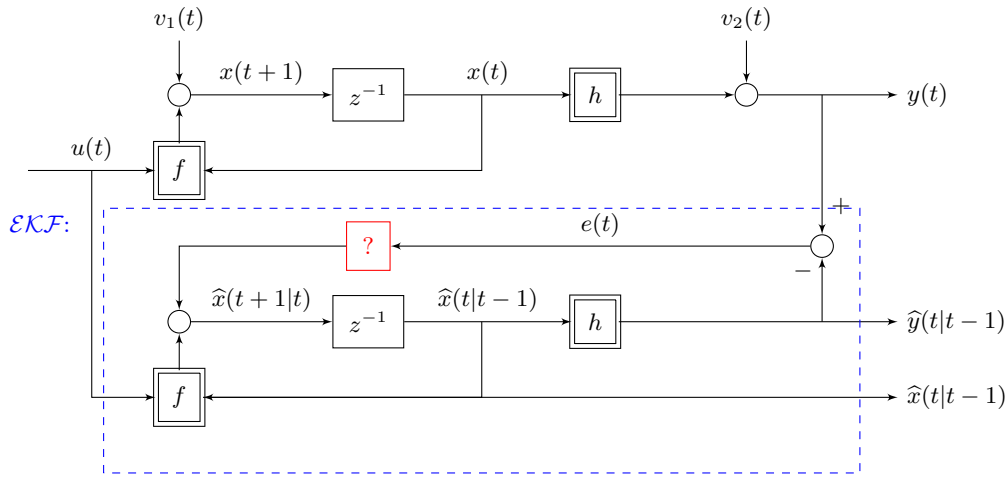 v₁(t) v₂(t)
x(t+1) z⁻¹ x(t) h y(t)
u(t) f
+
ℰ𝒦ℱ:
? e(t)
−
x̂(t+1|t) z⁻¹ x̂(t|t−1) h ŷ(t|t−1)
f x̂(t|t−1)